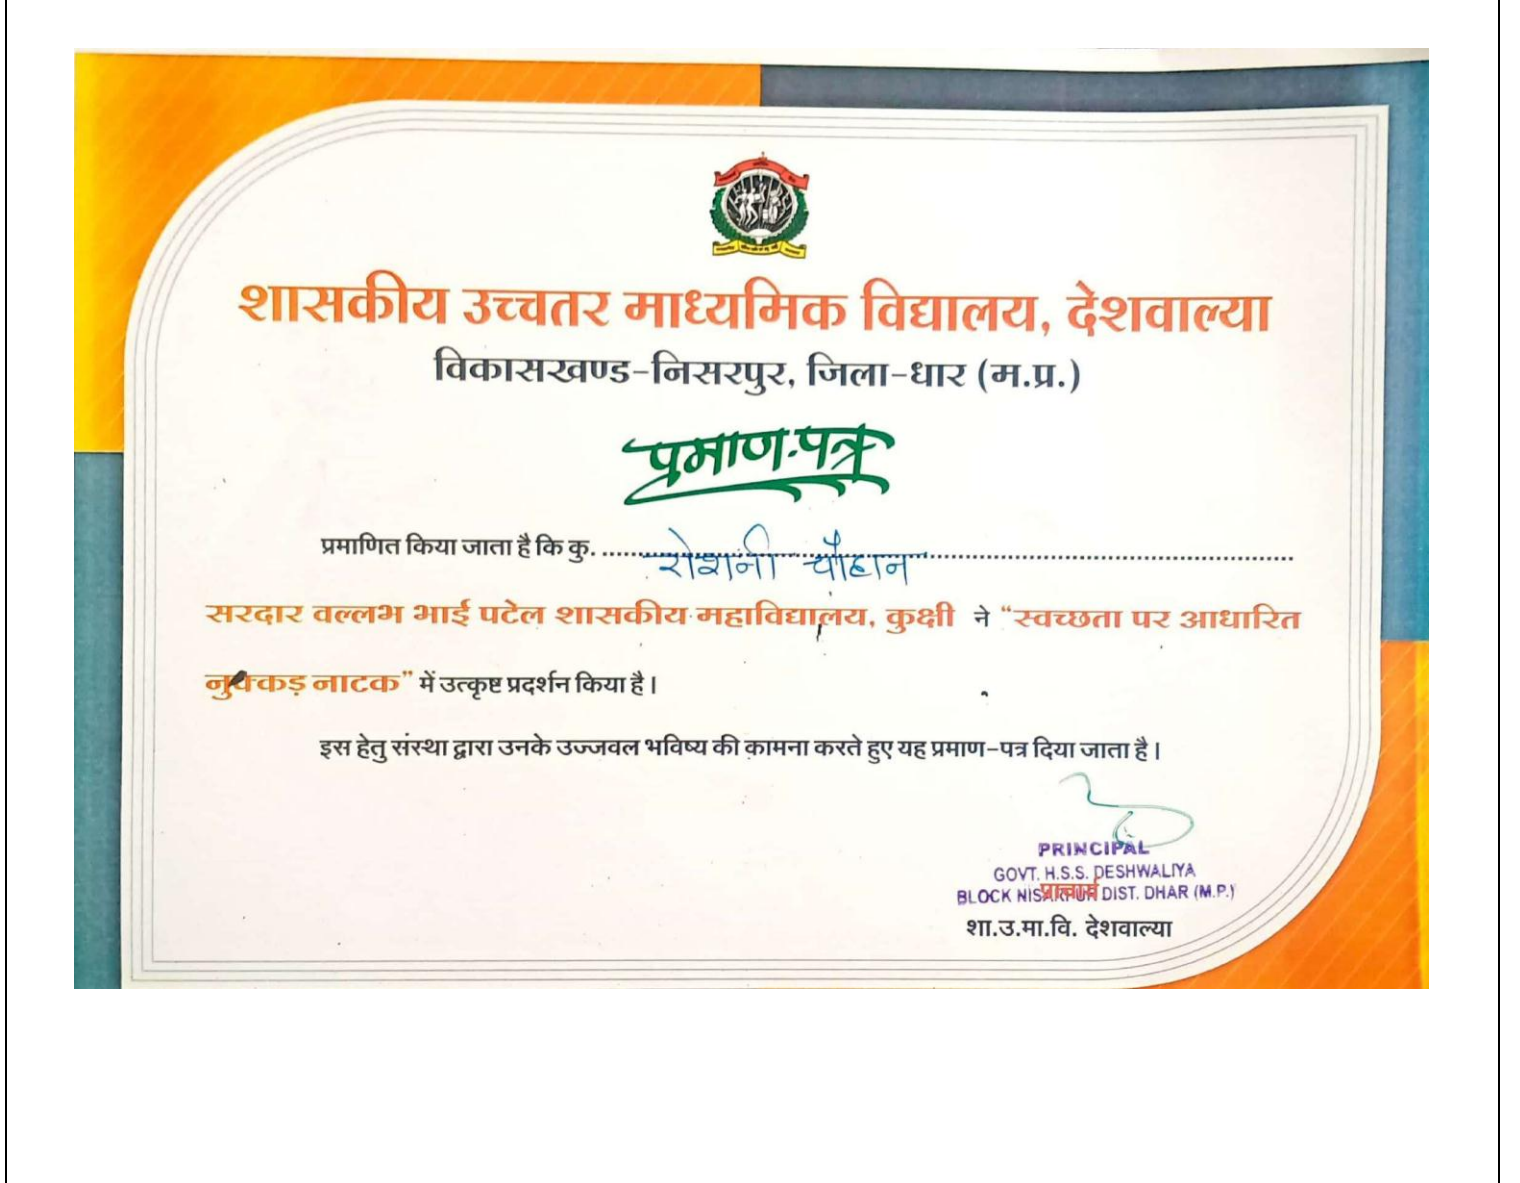 शासकीय उच्चतर माध्यमिक विद्यालय, देशवाल्या
विकासखण्ड-निसरपुर, जिला-धार (म.प्र.)
प्रमाण-पत्र
प्रमाणित किया जाता है कि कु. रोशनी चौहान
सरदार वल्लभ भाई पटेल शासकीय महाविद्यालय, कुक्षी ने “स्वच्छता पर आधारित
नुक्कड़ नाटक” में उत्कृष्ट प्रदर्शन किया है।
इस हेतु संस्था द्वारा उनके उज्जवल भविष्य की कामना करते हुए यह प्रमाण-पत्र दिया जाता है।
PRINCIPAL
GOVT. H.S.S. DESHWALIYA
BLOCK NISARPUR DIST. DHAR (M.P.)
प्राचार्य
शा.उ.मा.वि. देशवाल्या